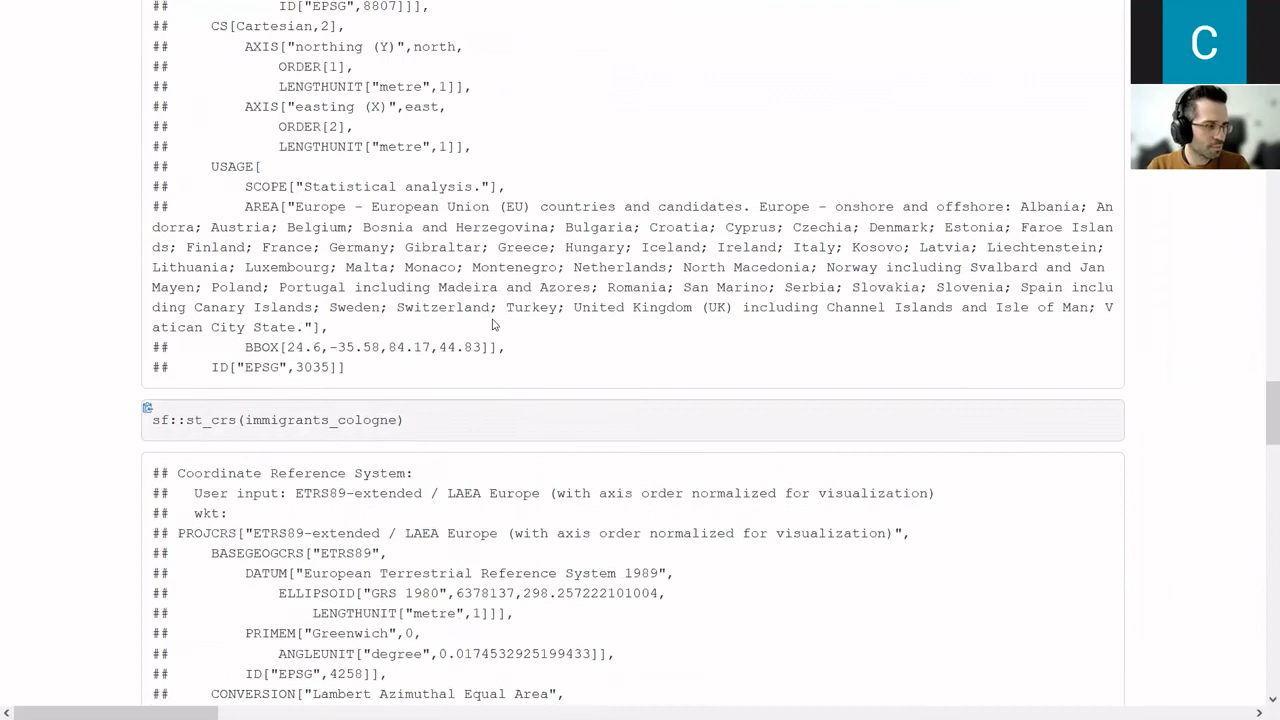 ##             ID["EPSG",8807]]],
##     CS[Cartesian,2],
##         AXIS["northing (Y)",north,
##             ORDER[1],
##             LENGTHUNIT["metre",1]],
##         AXIS["easting (X)",east,
##             ORDER[2],
##             LENGTHUNIT["metre",1]],
##     USAGE[
##         SCOPE["Statistical analysis."],
##         AREA["Europe - European Union (EU) countries and candidates. Europe - onshore and offshore: Albania; An
dorra; Austria; Belgium; Bosnia and Herzegovina; Bulgaria; Croatia; Cyprus; Czechia; Denmark; Estonia; Faroe Islan
ds; Finland; France; Germany; Gibraltar; Greece; Hungary; Iceland; Ireland; Italy; Kosovo; Latvia; Liechtenstein;
Lithuania; Luxembourg; Malta; Monaco; Montenegro; Netherlands; North Macedonia; Norway including Svalbard and Jan
Mayen; Poland; Portugal including Madeira and Azores; Romania; San Marino; Serbia; Slovakia; Slovenia; Spain inclu
ding Canary Islands; Sweden; Switzerland; Turkey; United Kingdom (UK) including Channel Islands and Isle of Man; V
atican City State."],
##         BBOX[24.6,-35.58,84.17,44.83]],
##     ID["EPSG",3035]]
sf::st_crs(immigrants_cologne)
## Coordinate Reference System:
##   User input: ETRS89-extended / LAEA Europe (with axis order normalized for visualization)
##   wkt:
## PROJCRS["ETRS89-extended / LAEA Europe (with axis order normalized for visualization)",
##     BASEGEOGCRS["ETRS89",
##         DATUM["European Terrestrial Reference System 1989",
##             ELLIPSOID["GRS 1980",6378137,298.257222101004,
##                 LENGTHUNIT["metre",1]]],
##         PRIMEM["Greenwich",0,
##             ANGLEUNIT["degree",0.0174532925199433]],
##         ID["EPSG",4258]],
##     CONVERSION["Lambert Azimuthal Equal Area",
C